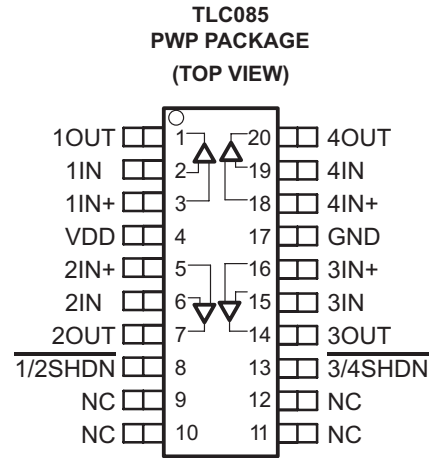 TLC085
PWP PACKAGE
(TOP VIEW)
1OUT 1 20 4OUT
1IN 2 19 4IN
1IN+ 3 18 4IN+
VDD 4 17 GND
2IN+ 5 16 3IN+
2IN 6 15 3IN
2OUT 7 14 3OUT
1/2SHDN 8 13 3/4SHDN
NC 9 12 NC
NC 10 11 NC